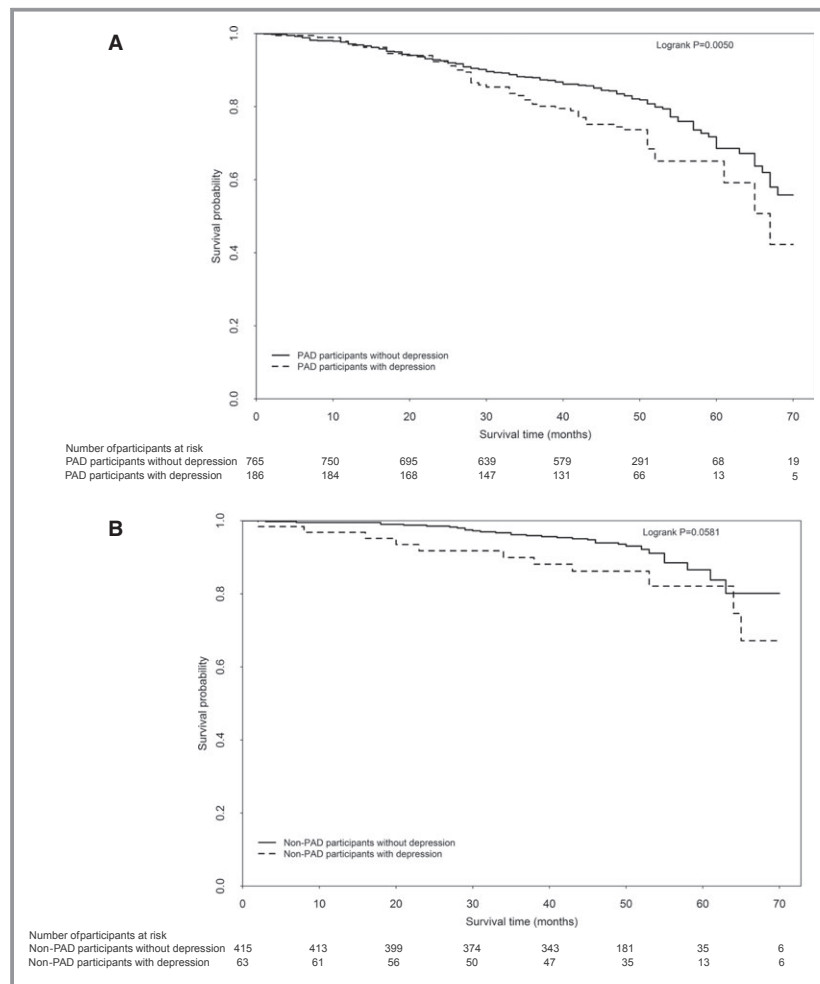 A
Logrank P=0.0050
1.0
0.8
0.6
0.4
0.2
0.0
Survival probability
PAD participants without depression
PAD participants with depression
0 10 20 30 40 50 60 70
Survival time (months)
Number of participants at risk
PAD participants without depression 765 750 695 639 579 291 68 19
PAD participants with depression 186 184 168 147 131 66 13 5
B
Logrank P=0.0581
1.0
0.8
0.6
0.4
0.2
0.0
Survival probability
Non-PAD participants without depression
Non-PAD participants with depression
0 10 20 30 40 50 60 70
Survival time (months)
Number of participants at risk
Non-PAD participants without depression 415 413 399 374 343 181 35 6
Non-PAD participants with depression 63 61 56 50 47 35 13 6